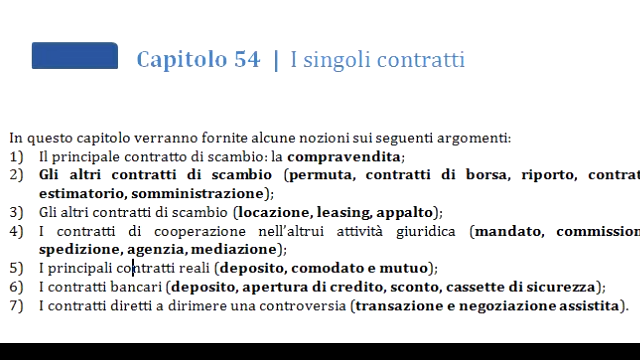 Capitolo 54 | I singoli contratti
In questo capitolo verranno fornite alcune nozioni sui seguenti argomenti:
1) Il principale contratto di scambio: la compravendita;
2) Gli altri contratti di scambio (permuta, contratti di borsa, riporto, contrat
estimatorio, somministrazione);
3) Gli altri contratti di scambio (locazione, leasing, appalto);
4) I contratti di cooperazione nell'altrui attività giuridica (mandato, commission
spedizione, agenzia, mediazione);
5) I principali contratti reali (deposito, comodato e mutuo);
6) I contratti bancari (deposito, apertura di credito, sconto, cassette di sicurezza);
7) I contratti diretti a dirimere una controversia (transazione e negoziazione assistita).